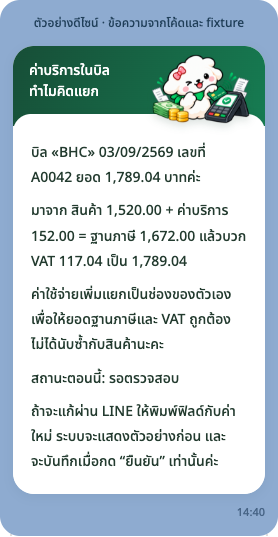 ตัวอย่างดีไซน์ · ข้อความจากโค้ดและ fixture
ค่าบริการในบิล
ทำไมคิดแยก
บิล «BHC» 03/09/2569 เลขที่
A0042 ยอด 1,789.04 บาทค่ะ
มาจาก สินค้า 1,520.00 + ค่าบริการ
152.00 = ฐานภาษี 1,672.00 แล้วบวก
VAT 117.04 เป็น 1,789.04
ค่าใช้จ่ายเพิ่มแยกเป็นช่องของตัวเอง
เพื่อให้ยอดฐานภาษีและ VAT ถูกต้อง
ไม่ได้นับซ้ำกับสินค้านะคะ
สถานะตอนนี้: รอตรวจสอบ
ถ้าจะแก้ผ่าน LINE ให้พิมพ์ฟิลด์กับค่า
ใหม่ ระบบจะแสดงตัวอย่างก่อน และ
จะบันทึกเมื่อกด “ยืนยัน” เท่านั้นค่ะ
14:40